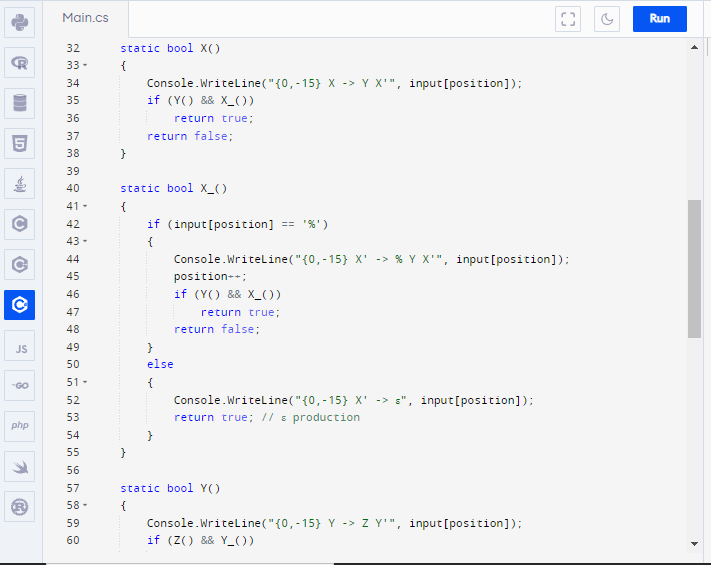 Main.cs
Run
32 static bool X()
33 {
34 Console.WriteLine("{0,-15} X -> Y X'", input[position]);
35 if (Y() && X_())
36 return true;
37 return false;
38 }
39
40 static bool X_()
41 {
42 if (input[position] == '%')
43 {
44 Console.WriteLine("{0,-15} X' -> % Y X'", input[position]);
45 position++;
46 if (Y() && X_())
47 return true;
48 return false;
49 }
50 else
51 {
52 Console.WriteLine("{0,-15} X' -> ε", input[position]);
53 return true; // ε production
54 }
55 }
56
57 static bool Y()
58 {
59 Console.WriteLine("{0,-15} Y -> Z Y'", input[position]);
60 if (Z() && Y_())
R
5
C
C
C
JS
GO
php